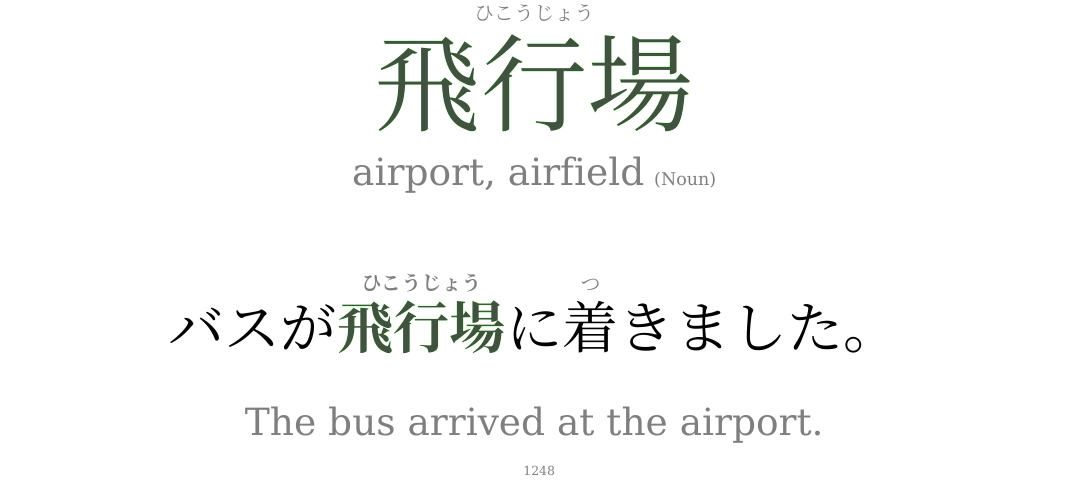 ひこうじょう
飛行場
airport, airfield (Noun)
ひこうじょう つ
バスが飛行場に着きました。
The bus arrived at the airport.
1248